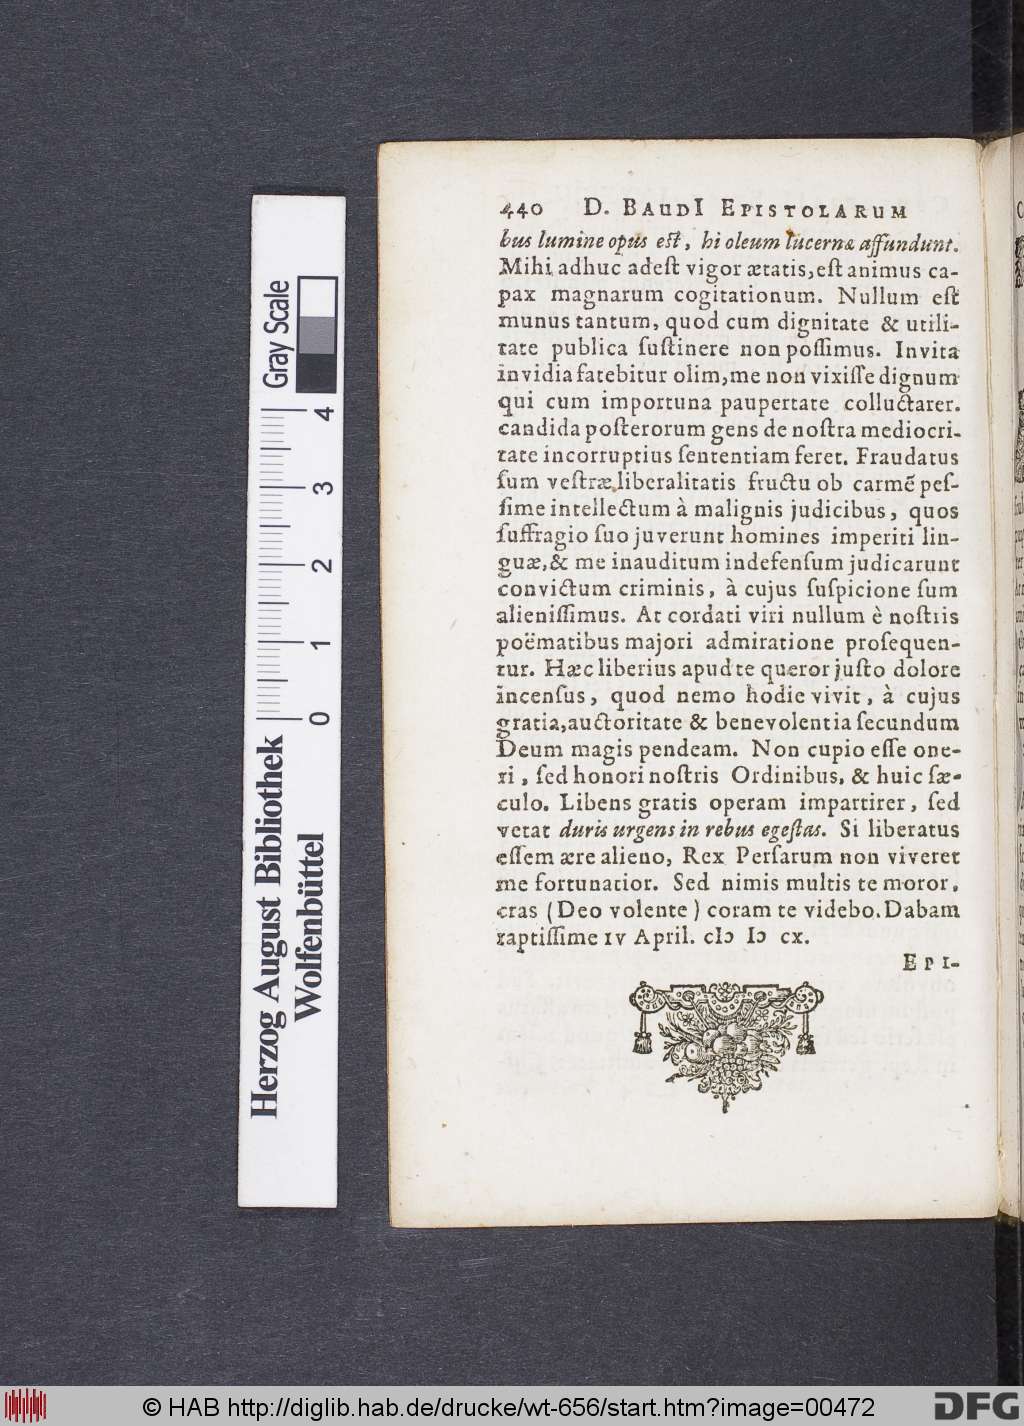 440 D. BAUDI EPISTOLARUM
bus lumine opus eſt, hi oleum lucernæ affundunt.
Mihi adhuc adeſt vigor ætatis, eſt animus ca-
pax magnarum cogitationum. Nullum eſt
munus tantum, quod cum dignitate & utili-
tate publica ſuſtinere non poſſimus. Invita
invidia fatebitur olim, me non vixiſſe dignum
qui cum importuna paupertate colluctarer.
candida poſterorum gens de noſtra mediocri-
tate incorruptius ſententiam feret. Fraudatus
ſum veſtræ liberalitatis fructu ob carmē peſ-
ſime intellectum à malignis judicibus, quos
ſuffragio ſuo juverunt homines imperiti lin-
guæ, & me inauditum indefenſum judicarunt
convictum criminis, à cujus ſuſpicione ſum
alieniſſimus. At cordati viri nullum è noſtris
poëmatibus majori admiratione proſequen-
tur. Hæc liberius apud te queror juſto dolore
incenſus, quod nemo hodie vivit, à cujus
gratia, auctoritate & benevolentia ſecundum
Deum magis pendeam. Non cupio eſſe one-
ri, ſed honori noſtris Ordinibus, & huic ſæ-
culo. Libens gratis operam impartirer, ſed
vetat duris urgens in rebus egeſtas. Si liberatus
eſſem ære alieno, Rex Perſarum non viveret
me fortunatior. Sed nimis multis te moror,
cras (Deo volente) coram te videbo. Dabam
raptiſſime IV April. cIↄ Iↄ cx.
EPI-
Gray Scale
4
3
2
1
0
Herzog August Bibliothek
Wolfenbüttel
© HAB http://diglib.hab.de/drucke/wt-656/start.htm?image=00472
DFG